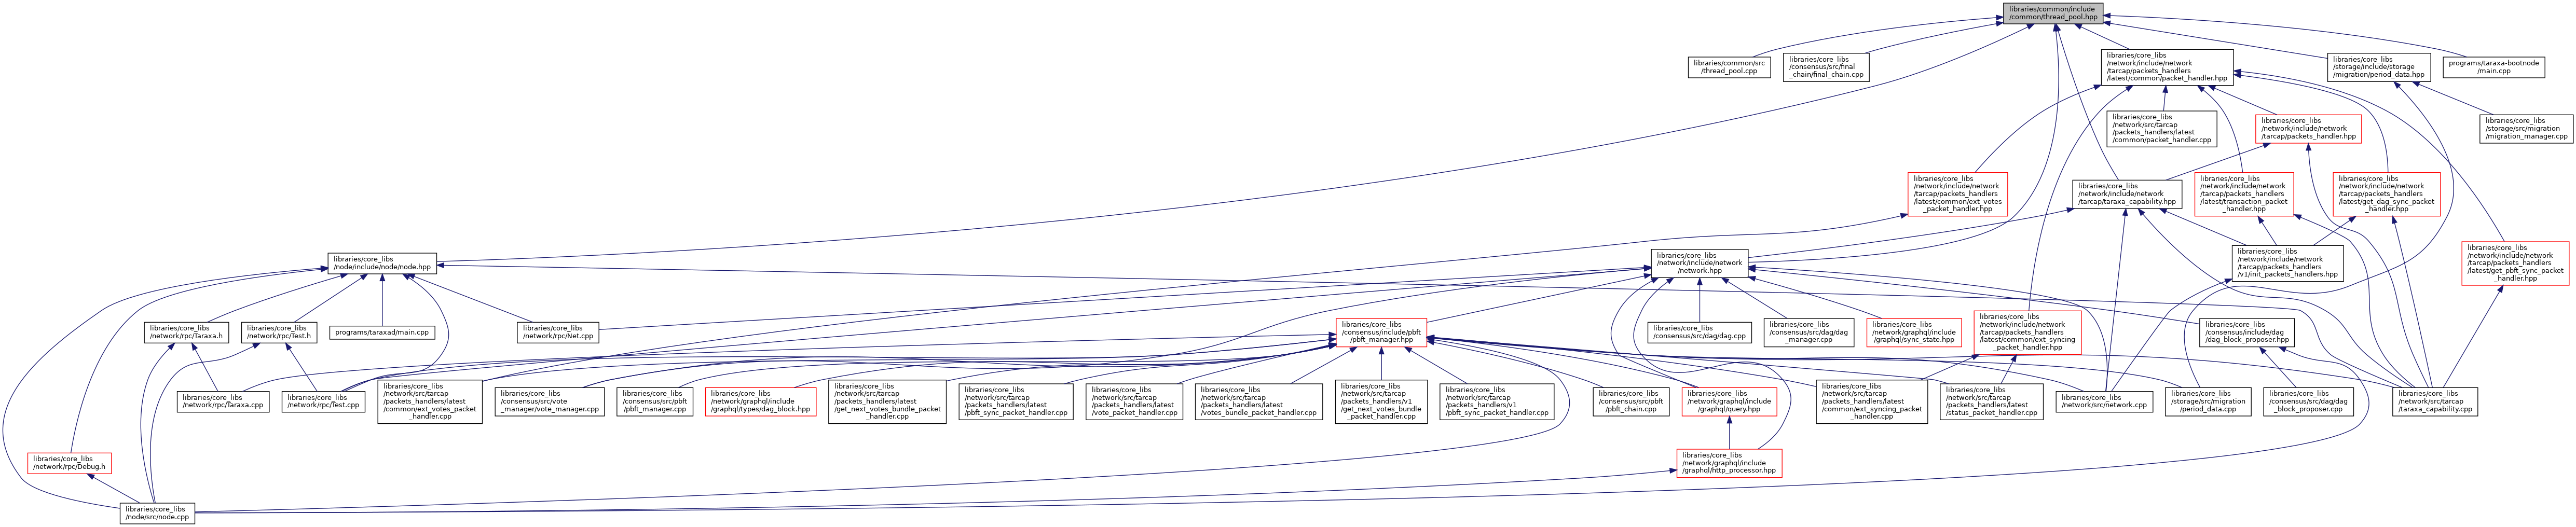 libraries/common/include
/common/thread_pool.hpp
libraries/common/src
/thread_pool.cpp
libraries/core_libs
/consensus/src/final
_chain/final_chain.cpp
libraries/core_libs
/network/include/network
/tarcap/packets_handlers
/latest/common/packet_handler.hpp
libraries/core_libs
/storage/include/storage
/migration/period_data.hpp
programs/taraxa-bootnode
/main.cpp
libraries/core_libs
/network/src/tarcap
/packets_handlers/latest
/common/packet_handler.cpp
libraries/core_libs
/network/include/network
/tarcap/packets_handler.hpp
libraries/core_libs
/storage/src/migration
/migration_manager.cpp
libraries/core_libs
/network/include/network
/tarcap/packets_handlers
/latest/common/ext_votes
_packet_handler.hpp
libraries/core_libs
/network/include/network
/tarcap/taraxa_capability.hpp
libraries/core_libs
/network/include/network
/tarcap/packets_handlers
/latest/transaction_packet
_handler.hpp
libraries/core_libs
/network/include/network
/tarcap/packets_handlers
/latest/get_dag_sync_packet
_handler.hpp
libraries/core_libs
/node/include/node/node.hpp
libraries/core_libs
/network/include/network
/network.hpp
libraries/core_libs
/network/include/network
/tarcap/packets_handlers
/v1/init_packets_handlers.hpp
libraries/core_libs
/network/include/network
/tarcap/packets_handlers
/latest/get_pbft_sync_packet
_handler.hpp
libraries/core_libs
/network/rpc/Taraxa.h
libraries/core_libs
/network/rpc/Test.h
programs/taraxad/main.cpp
libraries/core_libs
/network/rpc/Net.cpp
libraries/core_libs
/consensus/include/pbft
/pbft_manager.hpp
libraries/core_libs
/consensus/src/dag/dag.cpp
libraries/core_libs
/consensus/src/dag/dag
_manager.cpp
libraries/core_libs
/network/graphql/include
/graphql/sync_state.hpp
libraries/core_libs
/network/include/network
/tarcap/packets_handlers
/latest/common/ext_syncing
_packet_handler.hpp
libraries/core_libs
/consensus/include/dag
/dag_block_proposer.hpp
libraries/core_libs
/network/rpc/Taraxa.cpp
libraries/core_libs
/network/rpc/Test.cpp
libraries/core_libs
/network/src/tarcap
/packets_handlers/latest
/common/ext_votes_packet
_handler.cpp
libraries/core_libs
/consensus/src/vote
_manager/vote_manager.cpp
libraries/core_libs
/consensus/src/pbft
/pbft_manager.cpp
libraries/core_libs
/network/graphql/include
/graphql/types/dag_block.hpp
libraries/core_libs
/network/src/tarcap
/packets_handlers/latest
/get_next_votes_bundle_packet
_handler.cpp
libraries/core_libs
/network/src/tarcap
/packets_handlers/latest
/pbft_sync_packet_handler.cpp
libraries/core_libs
/network/src/tarcap
/packets_handlers/latest
/vote_packet_handler.cpp
libraries/core_libs
/network/src/tarcap
/packets_handlers/latest
/votes_bundle_packet_handler.cpp
libraries/core_libs
/network/src/tarcap
/packets_handlers/v1
/get_next_votes_bundle
_packet_handler.cpp
libraries/core_libs
/network/src/tarcap
/packets_handlers/v1
/pbft_sync_packet_handler.cpp
libraries/core_libs
/consensus/src/pbft
/pbft_chain.cpp
libraries/core_libs
/network/graphql/include
/graphql/query.hpp
libraries/core_libs
/network/src/tarcap
/packets_handlers/latest
/common/ext_syncing_packet
_handler.cpp
libraries/core_libs
/network/src/tarcap
/packets_handlers/latest
/status_packet_handler.cpp
libraries/core_libs
/network/src/network.cpp
libraries/core_libs
/storage/src/migration
/period_data.cpp
libraries/core_libs
/consensus/src/dag/dag
_block_proposer.cpp
libraries/core_libs
/network/src/tarcap
/taraxa_capability.cpp
libraries/core_libs
/network/rpc/Debug.h
libraries/core_libs
/network/graphql/include
/graphql/http_processor.hpp
libraries/core_libs
/node/src/node.cpp